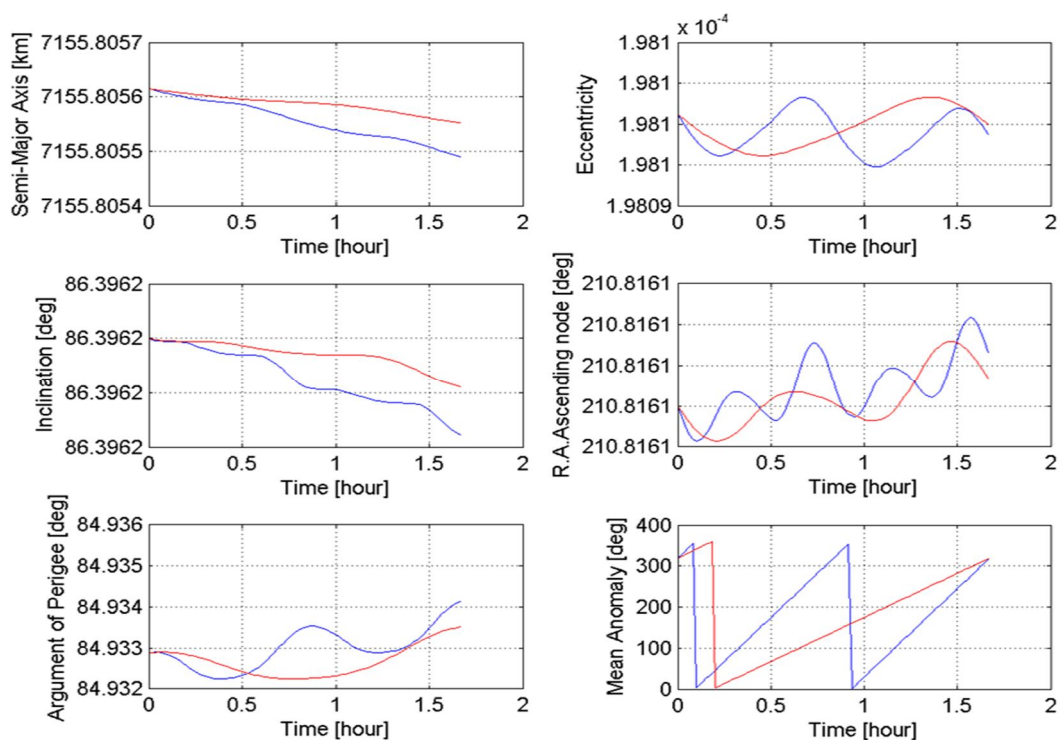 Semi-Major Axis [km]
7155.8057
7155.8056
7155.8055
7155.8054
0 0.5 1 1.5 2
Time [hour]
x 10-4
Eccentricity
1.981
1.981
1.981
1.981
1.9809
0 0.5 1 1.5 2
Time [hour]
Inclination [deg]
86.3962
86.3962
86.3962
86.3962
0 0.5 1 1.5 2
Time [hour]
R.A.Ascending node [deg]
210.8161
210.8161
210.8161
210.8161
0 0.5 1 1.5 2
Time [hour]
Argument of Perigee [deg]
84.936
84.935
84.934
84.933
84.932
0 0.5 1 1.5 2
Time [hour]
Mean Anomaly [deg]
400
300
200
100
0
0 0.5 1 1.5 2
Time [hour]